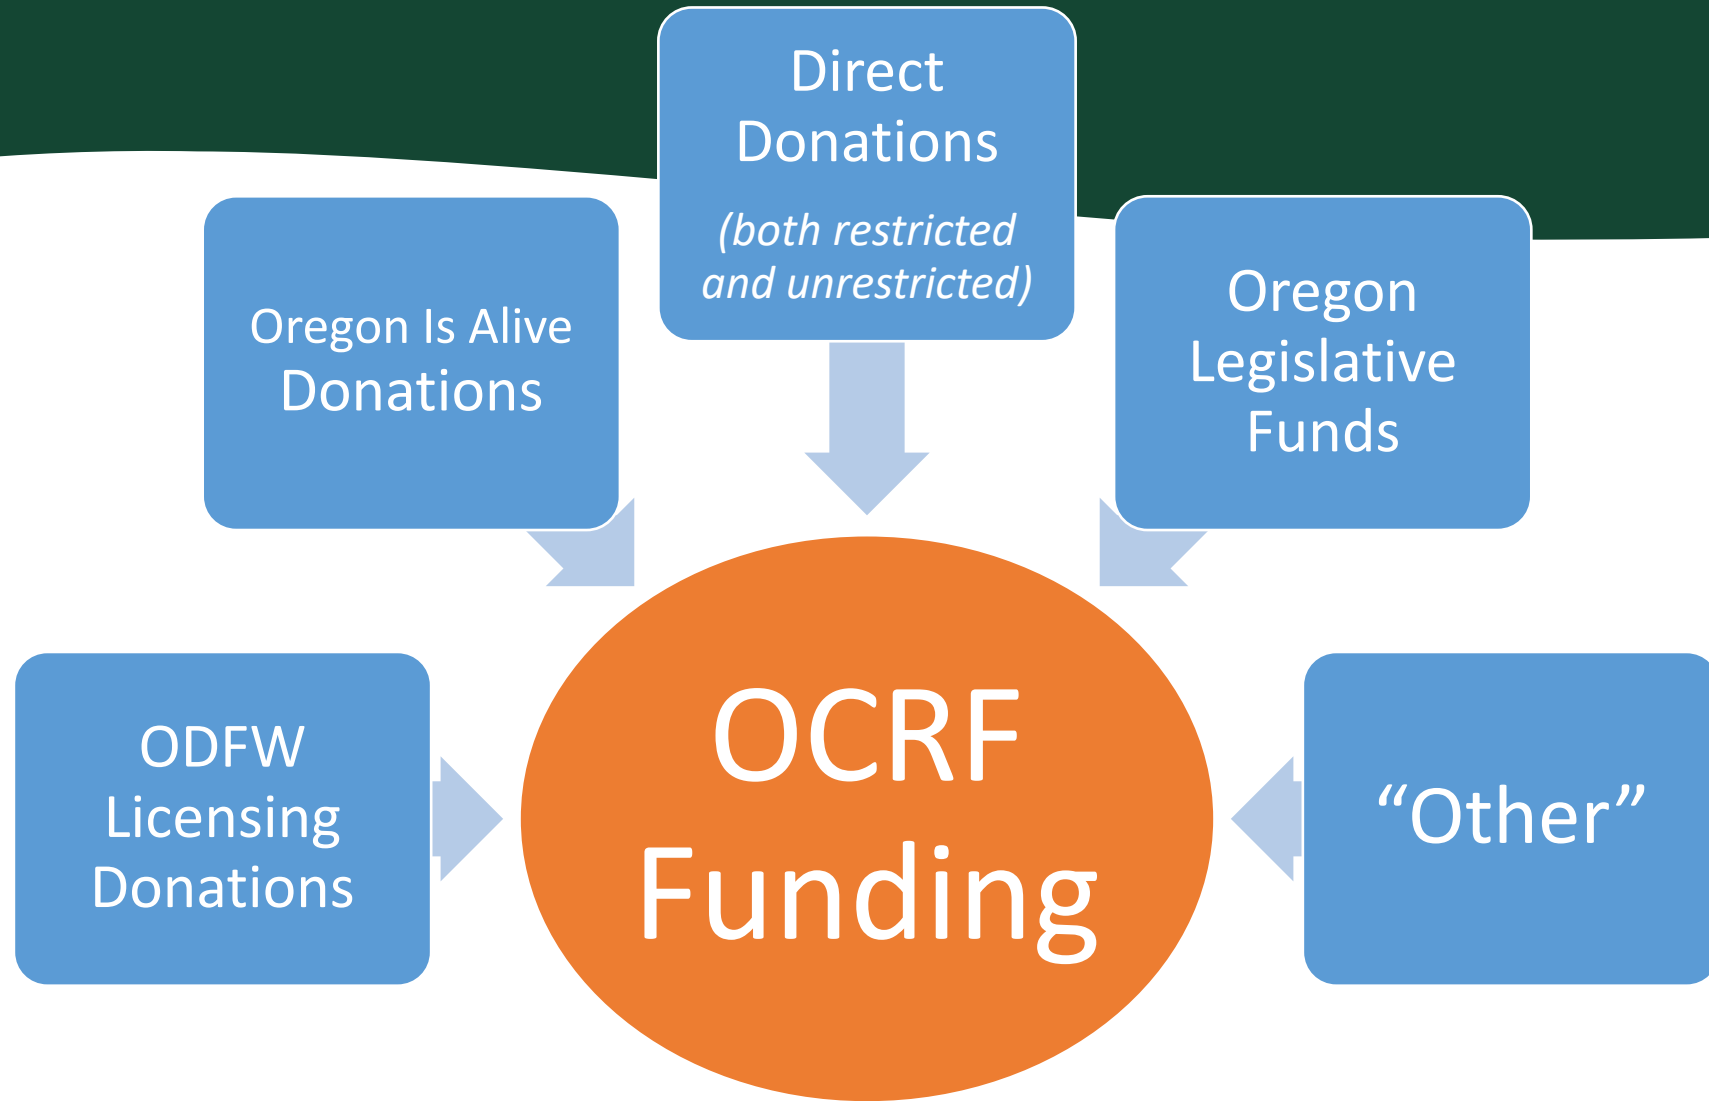 Direct
Donations
(both restricted
and unrestricted)
Oregon Is Alive
Donations
Oregon
Legislative
Funds
ODFW
Licensing
Donations
OCRF
Funding
“Other”